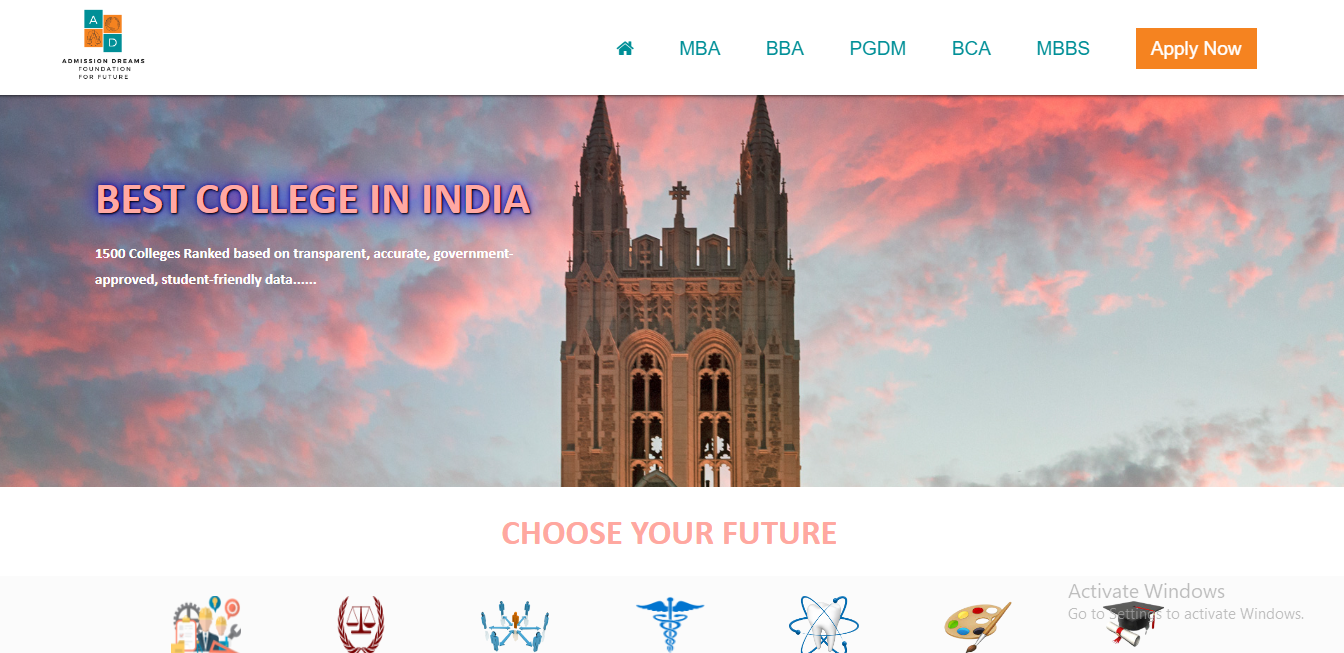 A
D
ADMISSION DREAMS
FOUNDATION
FOR FUTURE
MBA
BBA
PGDM
BCA
MBBS
Apply Now
BEST COLLEGE IN INDIA
1500 Colleges Ranked based on transparent, accurate, government-
approved, student-friendly data......
CHOOSE YOUR FUTURE
Activate Windows
Go to Settings to activate Windows.